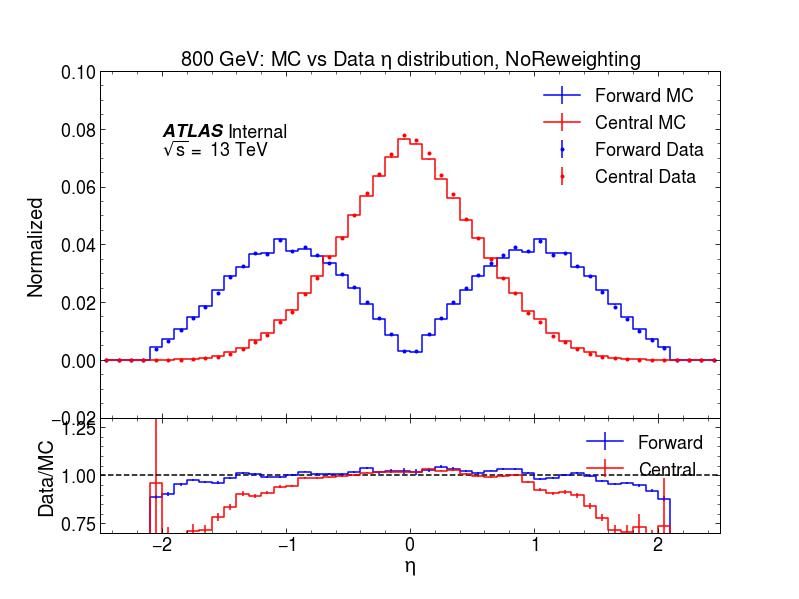 800 GeV: MC vs Data η distribution, NoReweighting
0.10
0.08
0.06
0.04
0.02
0.00
−0.02
Normalized
ATLAS Internal
√s = 13 TeV
Forward MC
Central MC
Forward Data
Central Data
1.25
1.00
0.75
Data/MC
Forward
Central
−2
−1
0
1
2
η